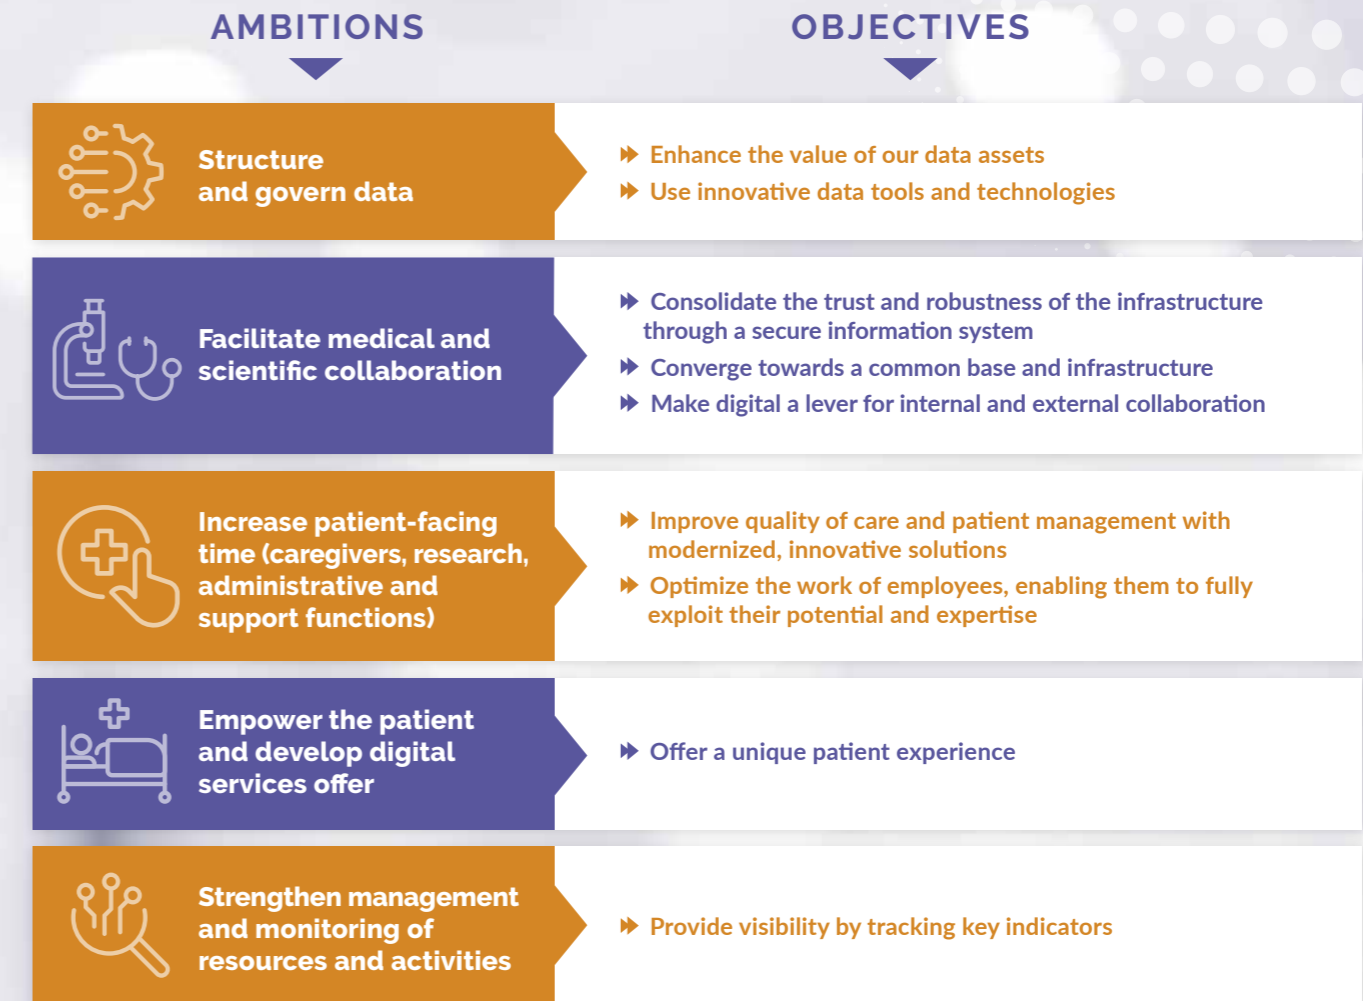 AMBITIONS
OBJECTIVES
Structure
and govern data
Enhance the value of our data assets
Use innovative data tools and technologies
Facilitate medical and
scientific collaboration
Consolidate the trust and robustness of the infrastructure
through a secure information system
Converge towards a common base and infrastructure
Make digital a lever for internal and external collaboration
Increase patient-facing
time (caregivers, research,
administrative and
support functions)
Improve quality of care and patient management with
modernized, innovative solutions
Optimize the work of employees, enabling them to fully
exploit their potential and expertise
Empower the patient
and develop digital
services offer
Offer a unique patient experience
Strengthen management
and monitoring of
resources and activities
Provide visibility by tracking key indicators